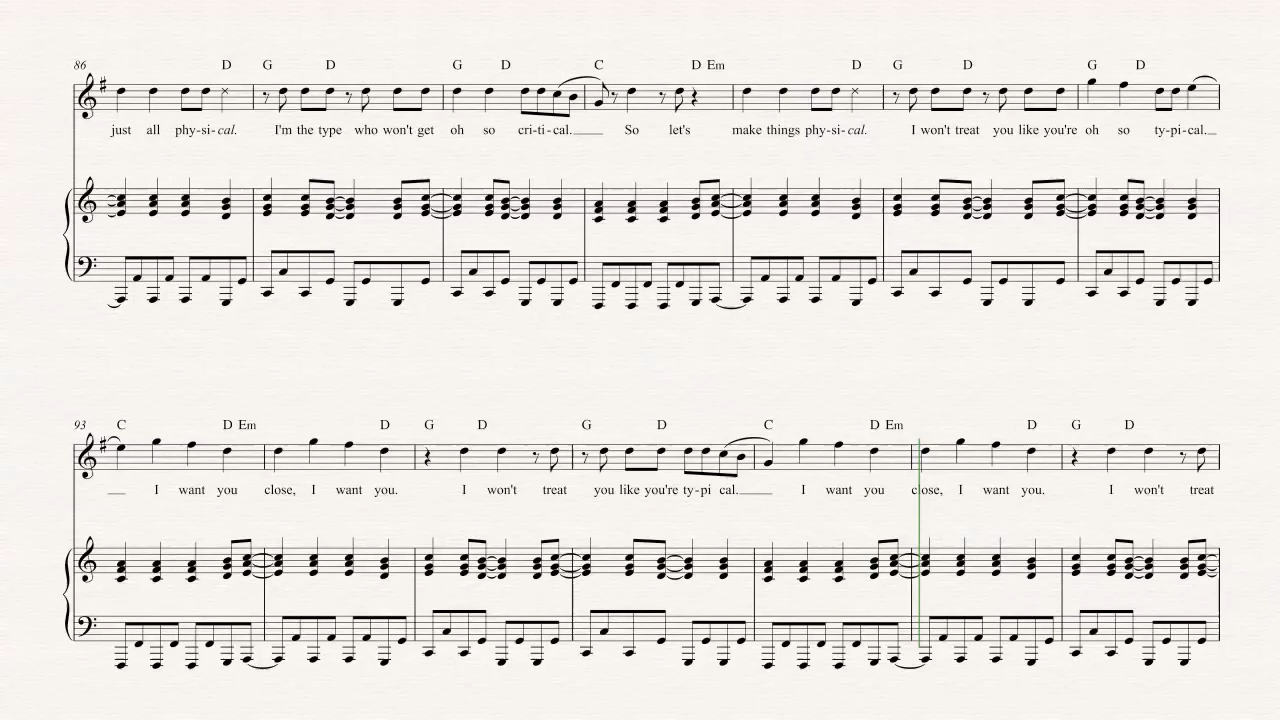 86 D G D G D C D Em D G D G D
just all phy-si-cal. I'm the type who won't get oh so cri-ti-cal. So let's make things phy-si-cal. I won't treat you like you're oh so ty-pi-cal.
93 C D Em D G D G D C D Em D G D
I want you close, I want you. I won't treat you like you're ty-pi cal. I want you close, I want you. I won't treat